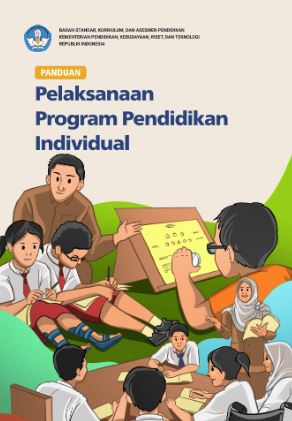 BADAN STANDAR, KURIKULUM, DAN ASESMEN PENDIDIKAN
KEMENTERIAN PENDIDIKAN, KEBUDAYAAN, RISET, DAN TEKNOLOGI
REPUBLIK INDONESIA
PANDUAN
Pelaksanaan
Program Pendidikan
Individual